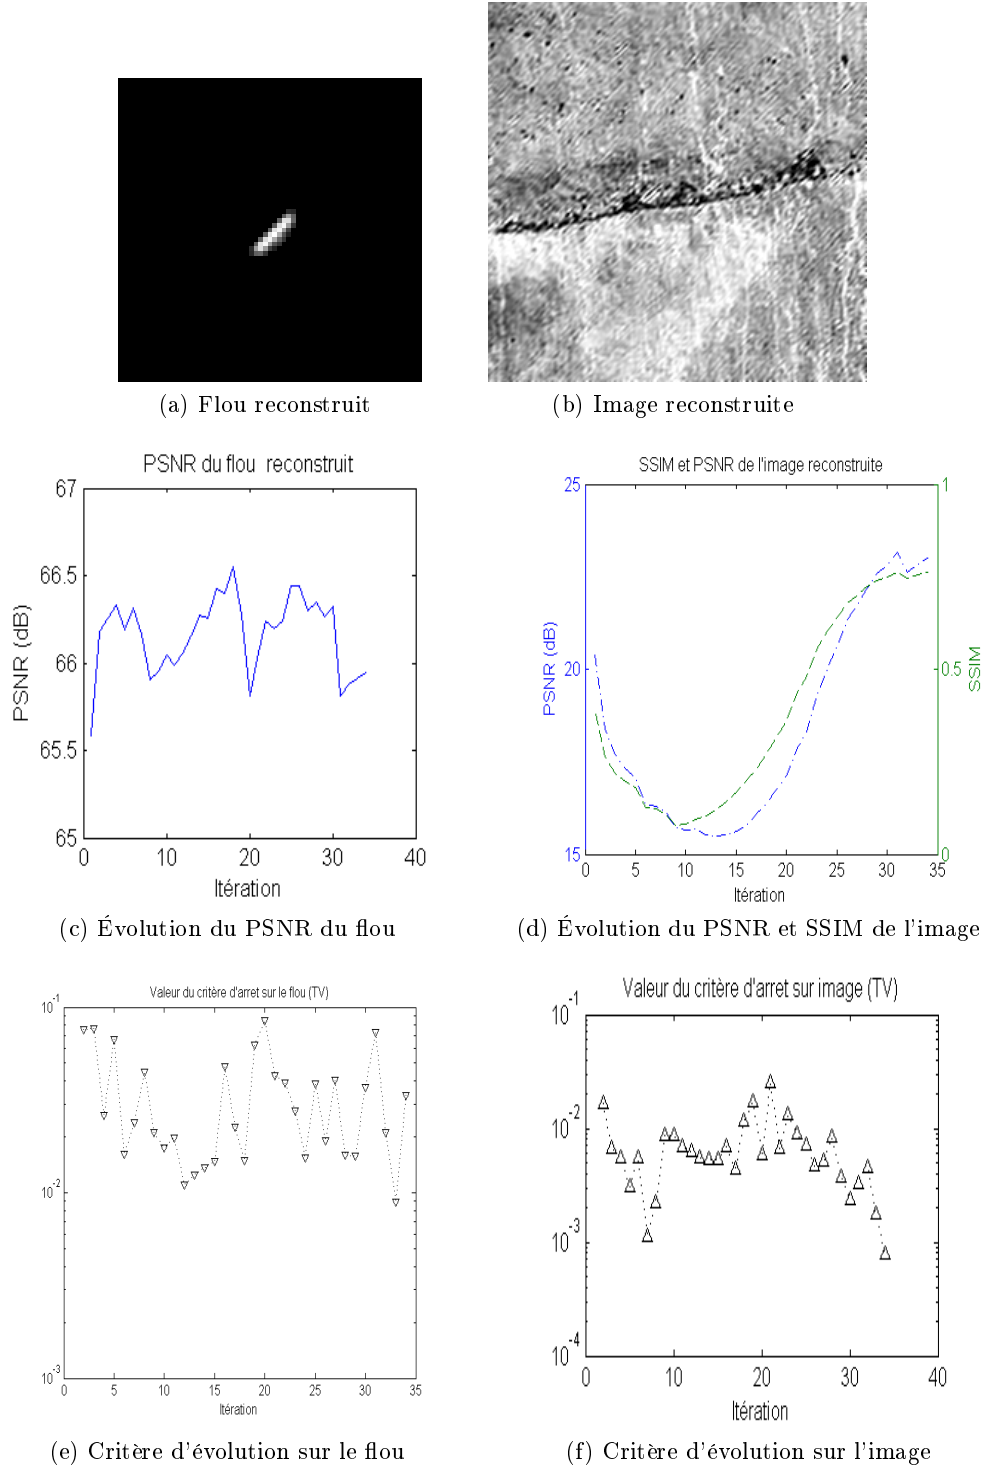 (a) Flou reconstruit
(b) Image reconstruite
PSNR du flou reconstruit
67
66.5
66
65.5
65
PSNR (dB)
0 10 20 30 40
Itération
SSIM et PSNR de l'image reconstruite
25
20
15
PSNR (dB)
1
0.5
0
SSIM
5 10 15 20 25 30 35
Itération
(c) Évolution du PSNR du flou
(d) Évolution du PSNR et SSIM de l'image
Valeur du critère d'arret sur le flou (TV)
10^-1
10^-2
10^-3
0 5 10 15 20 25 30 35
Itération
Valeur du critère d'arret sur image (TV)
10^-1
10^-2
10^-3
10^-4
0 10 20 30 40
Itération
(e) Critère d'évolution sur le flou
(f) Critère d'évolution sur l'image